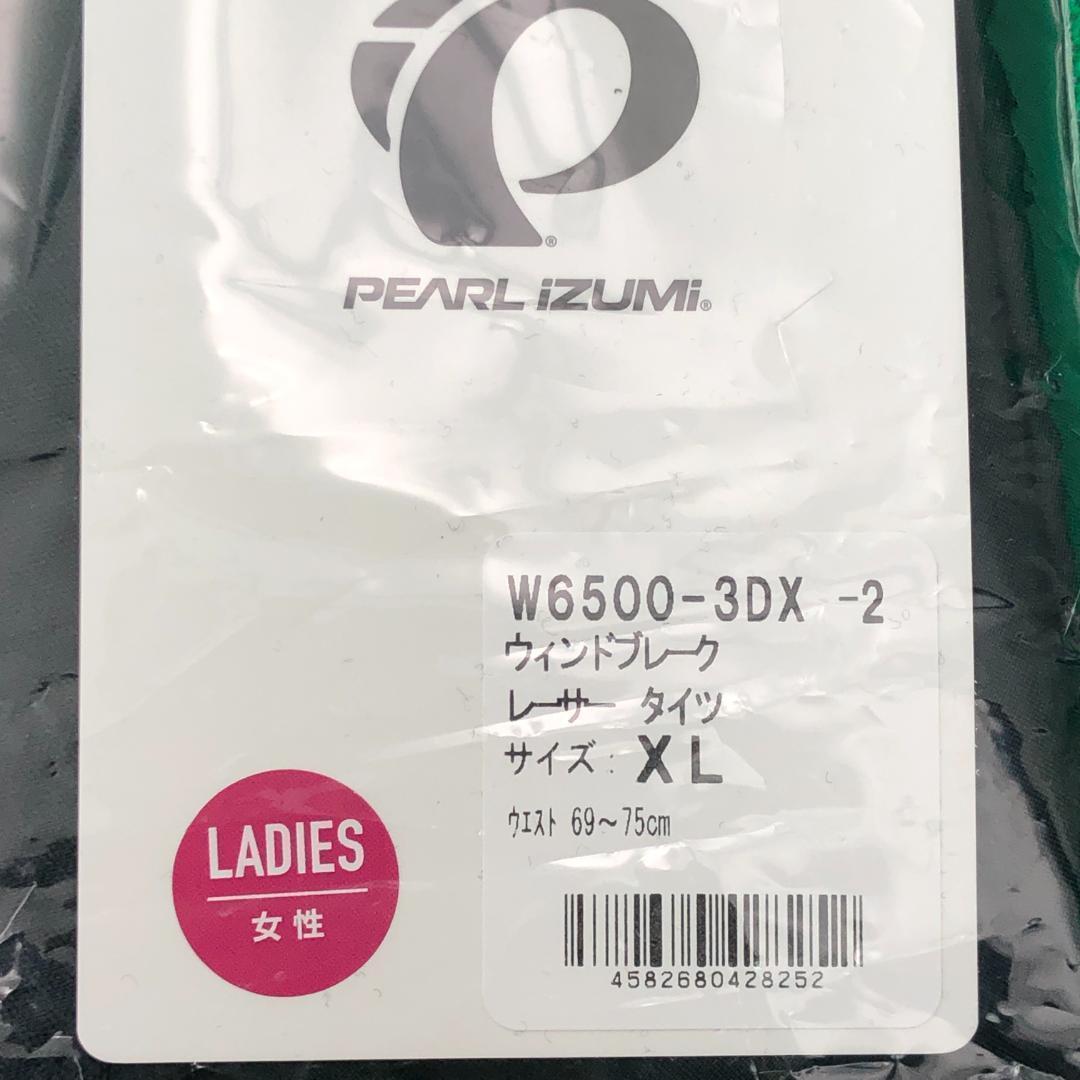 PEARL iZUMi®
W6500-3DX -2
ウィンドブレーク
レーサー タイツ
サイズ: XL
ウエスト 69～75cm
4582680428252
LADIES
女性